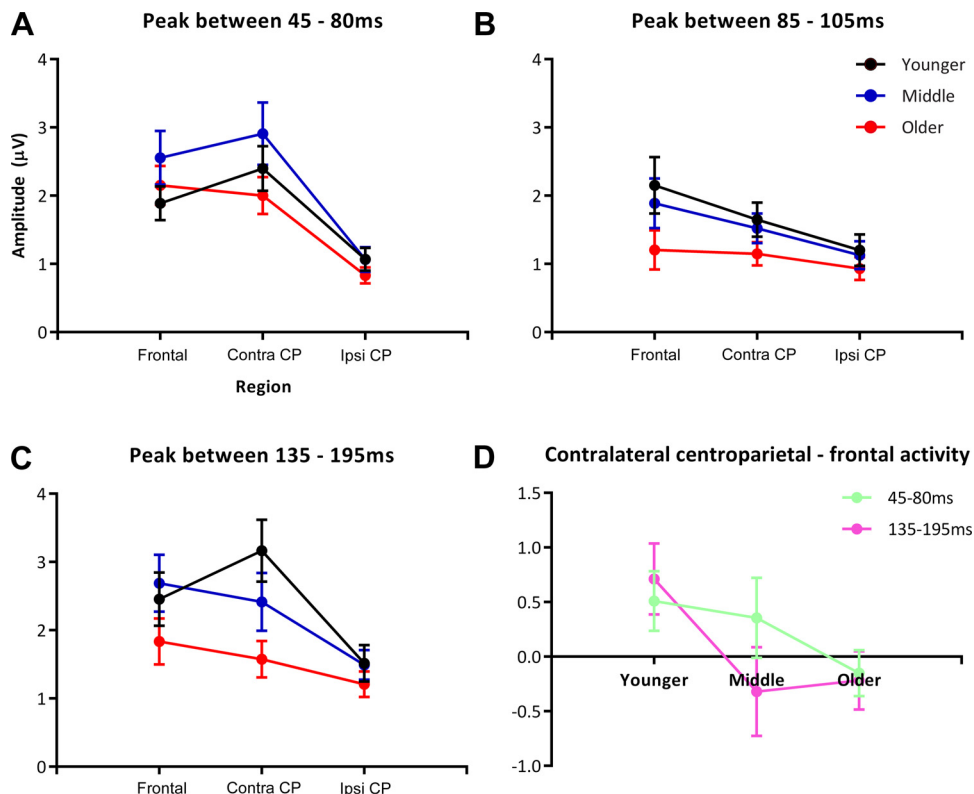 A
Peak between 45 - 80ms
4
3
2
1
0
Amplitude (μV)
Frontal
Contra CP
Ipsi CP
Region
B
Peak between 85 - 105ms
4
3
2
1
0
Younger
Middle
Older
Frontal
Contra CP
Ipsi CP
C
Peak between 135 - 195ms
4
3
2
1
0
Frontal
Contra CP
Ipsi CP
D
Contralateral centroparietal - frontal activity
1.5
1.0
0.5
0.0
-0.5
-1.0
45-80ms
135-195ms
Younger
Middle
Older